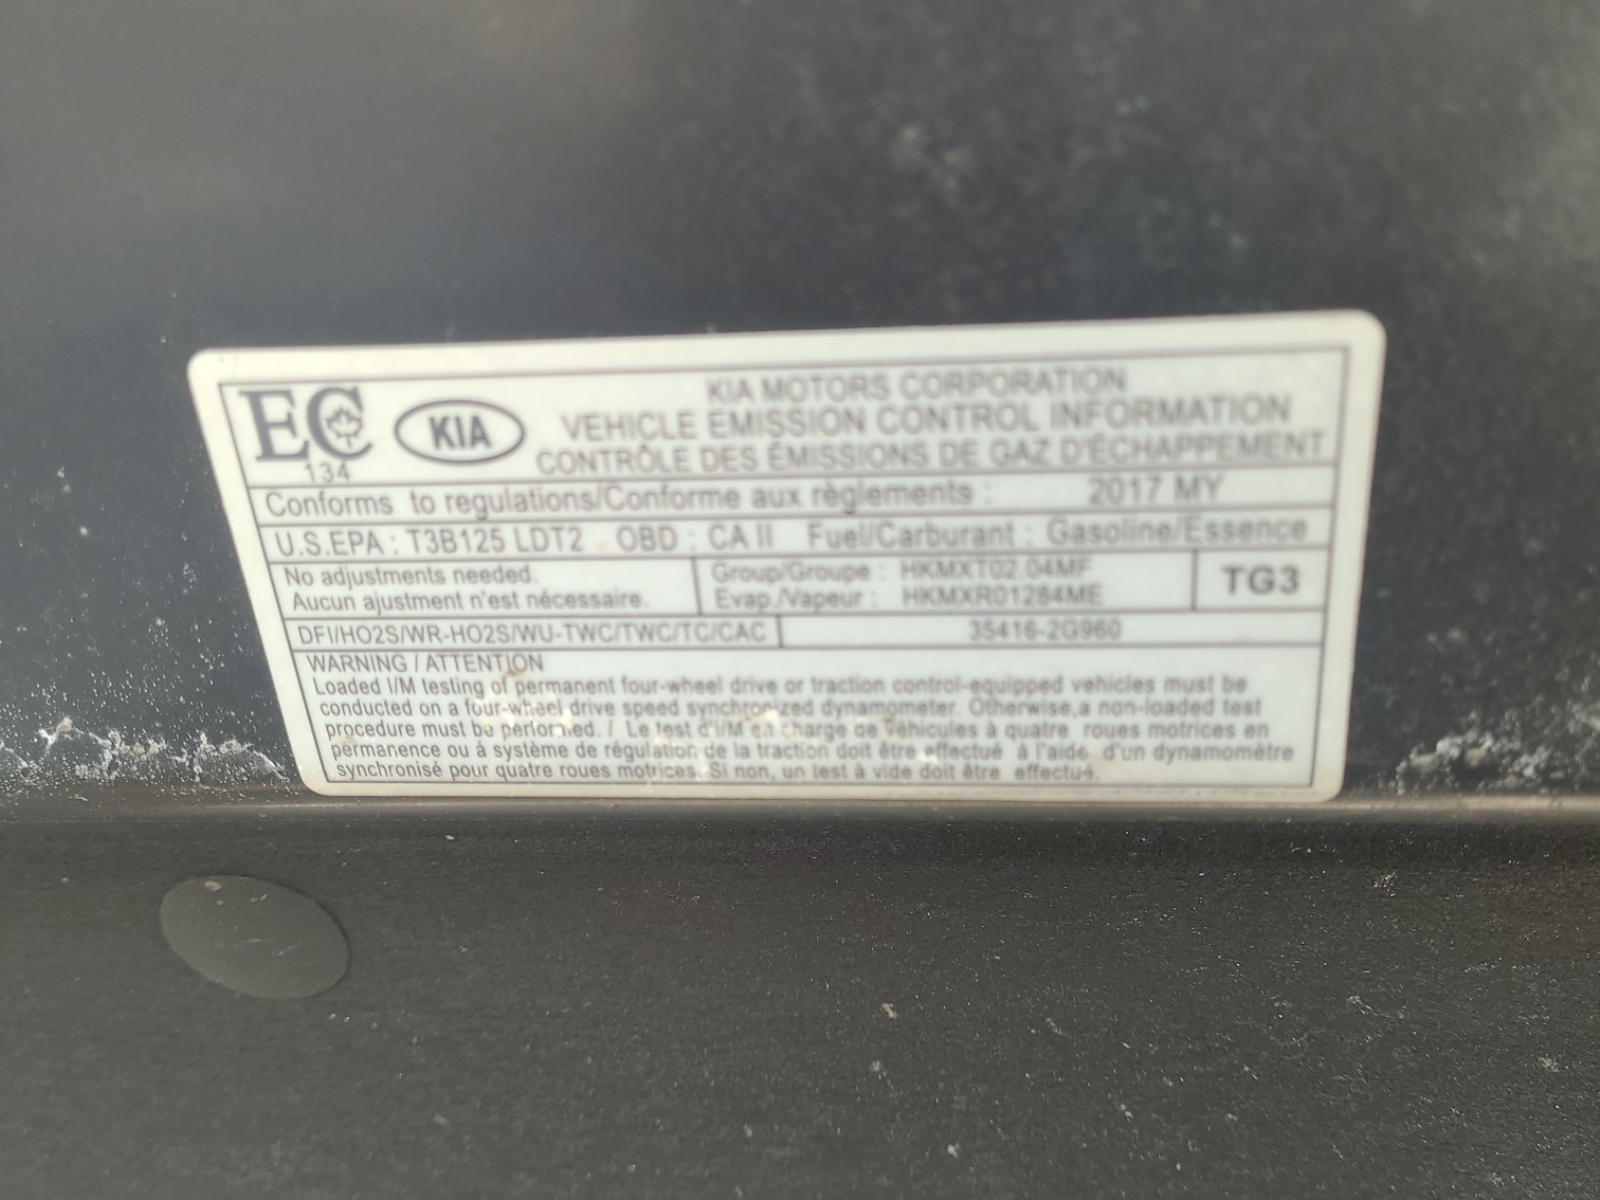 EC
134
KIA
KIA MOTORS CORPORATION
VEHICLE EMISSION CONTROL INFORMATION
CONTRÔLE DES ÉMISSIONS DE GAZ D'ÉCHAPPEMENT
Conforms to regulations/Conforme aux règlements : 2017 MY
U.S.EPA : T3B125 LDT2 OBD : CA II Fuel/Carburant : Gasoline/Essence
No adjustments needed.
Aucun ajustment n'est nécessaire.
Group/Groupe : HKMXT02.04MF
Evap./Vapeur : HKMXR01284ME
TG3
DFI/HO2S/WR-HO2S/WU-TWC/TWC/TC/CAC
35416-2G960
WARNING / ATTENTION
Loaded I/M testing of permanent four-wheel drive or traction control-equipped vehicles must be
conducted on a four-wheel drive speed synchronized dynamometer. Otherwise,a non-loaded test
procedure must be performed. / Le test d'I/M en charge de véhicules à quatre roues motrices en
permanence ou á système de régulation de la traction doit être effectué à l'aide d'un dynamomètre
synchronisé pour quatre roues motrices. Si non, un test à vide doit être effectué.